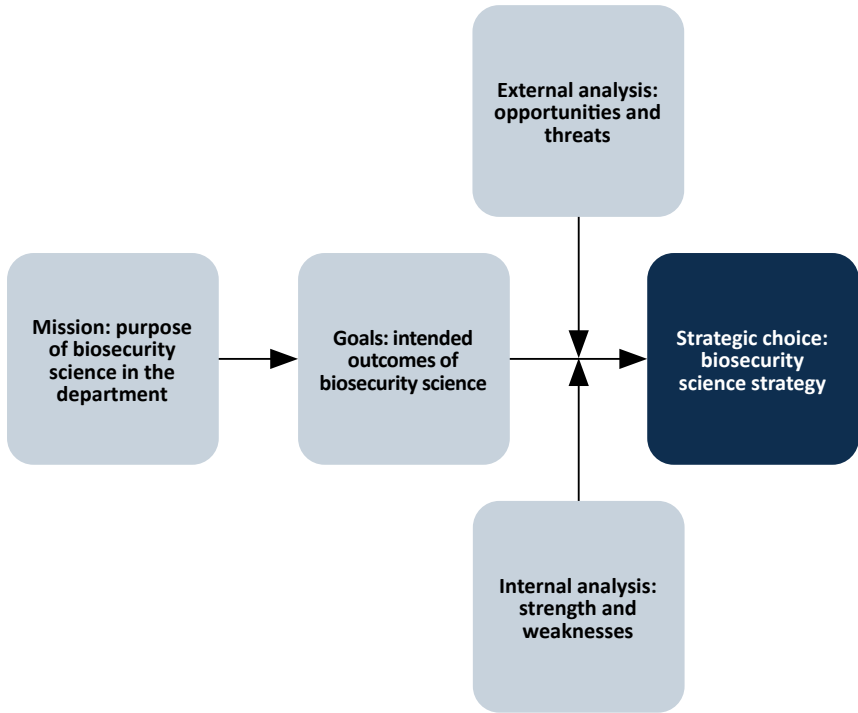 External analysis:
opportunities and
threats
Mission: purpose
of biosecurity
science in the
department
Goals: intended
outcomes of
biosecurity science
Strategic choice:
biosecurity
science strategy
Internal analysis:
strength and
weaknesses